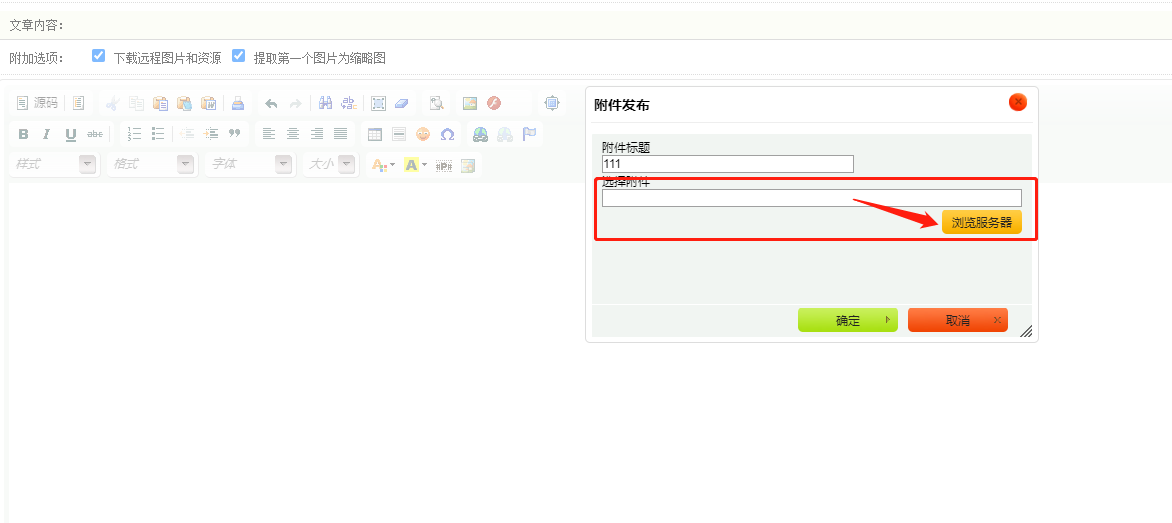 文章内容：
附加选项： 下载远程图片和资源 提取第一个图片为缩略图
源码
B I U abc
样式 格式 字体 大小
附件发布
附件标题
111
选择附件
浏览服务器
确定 取消